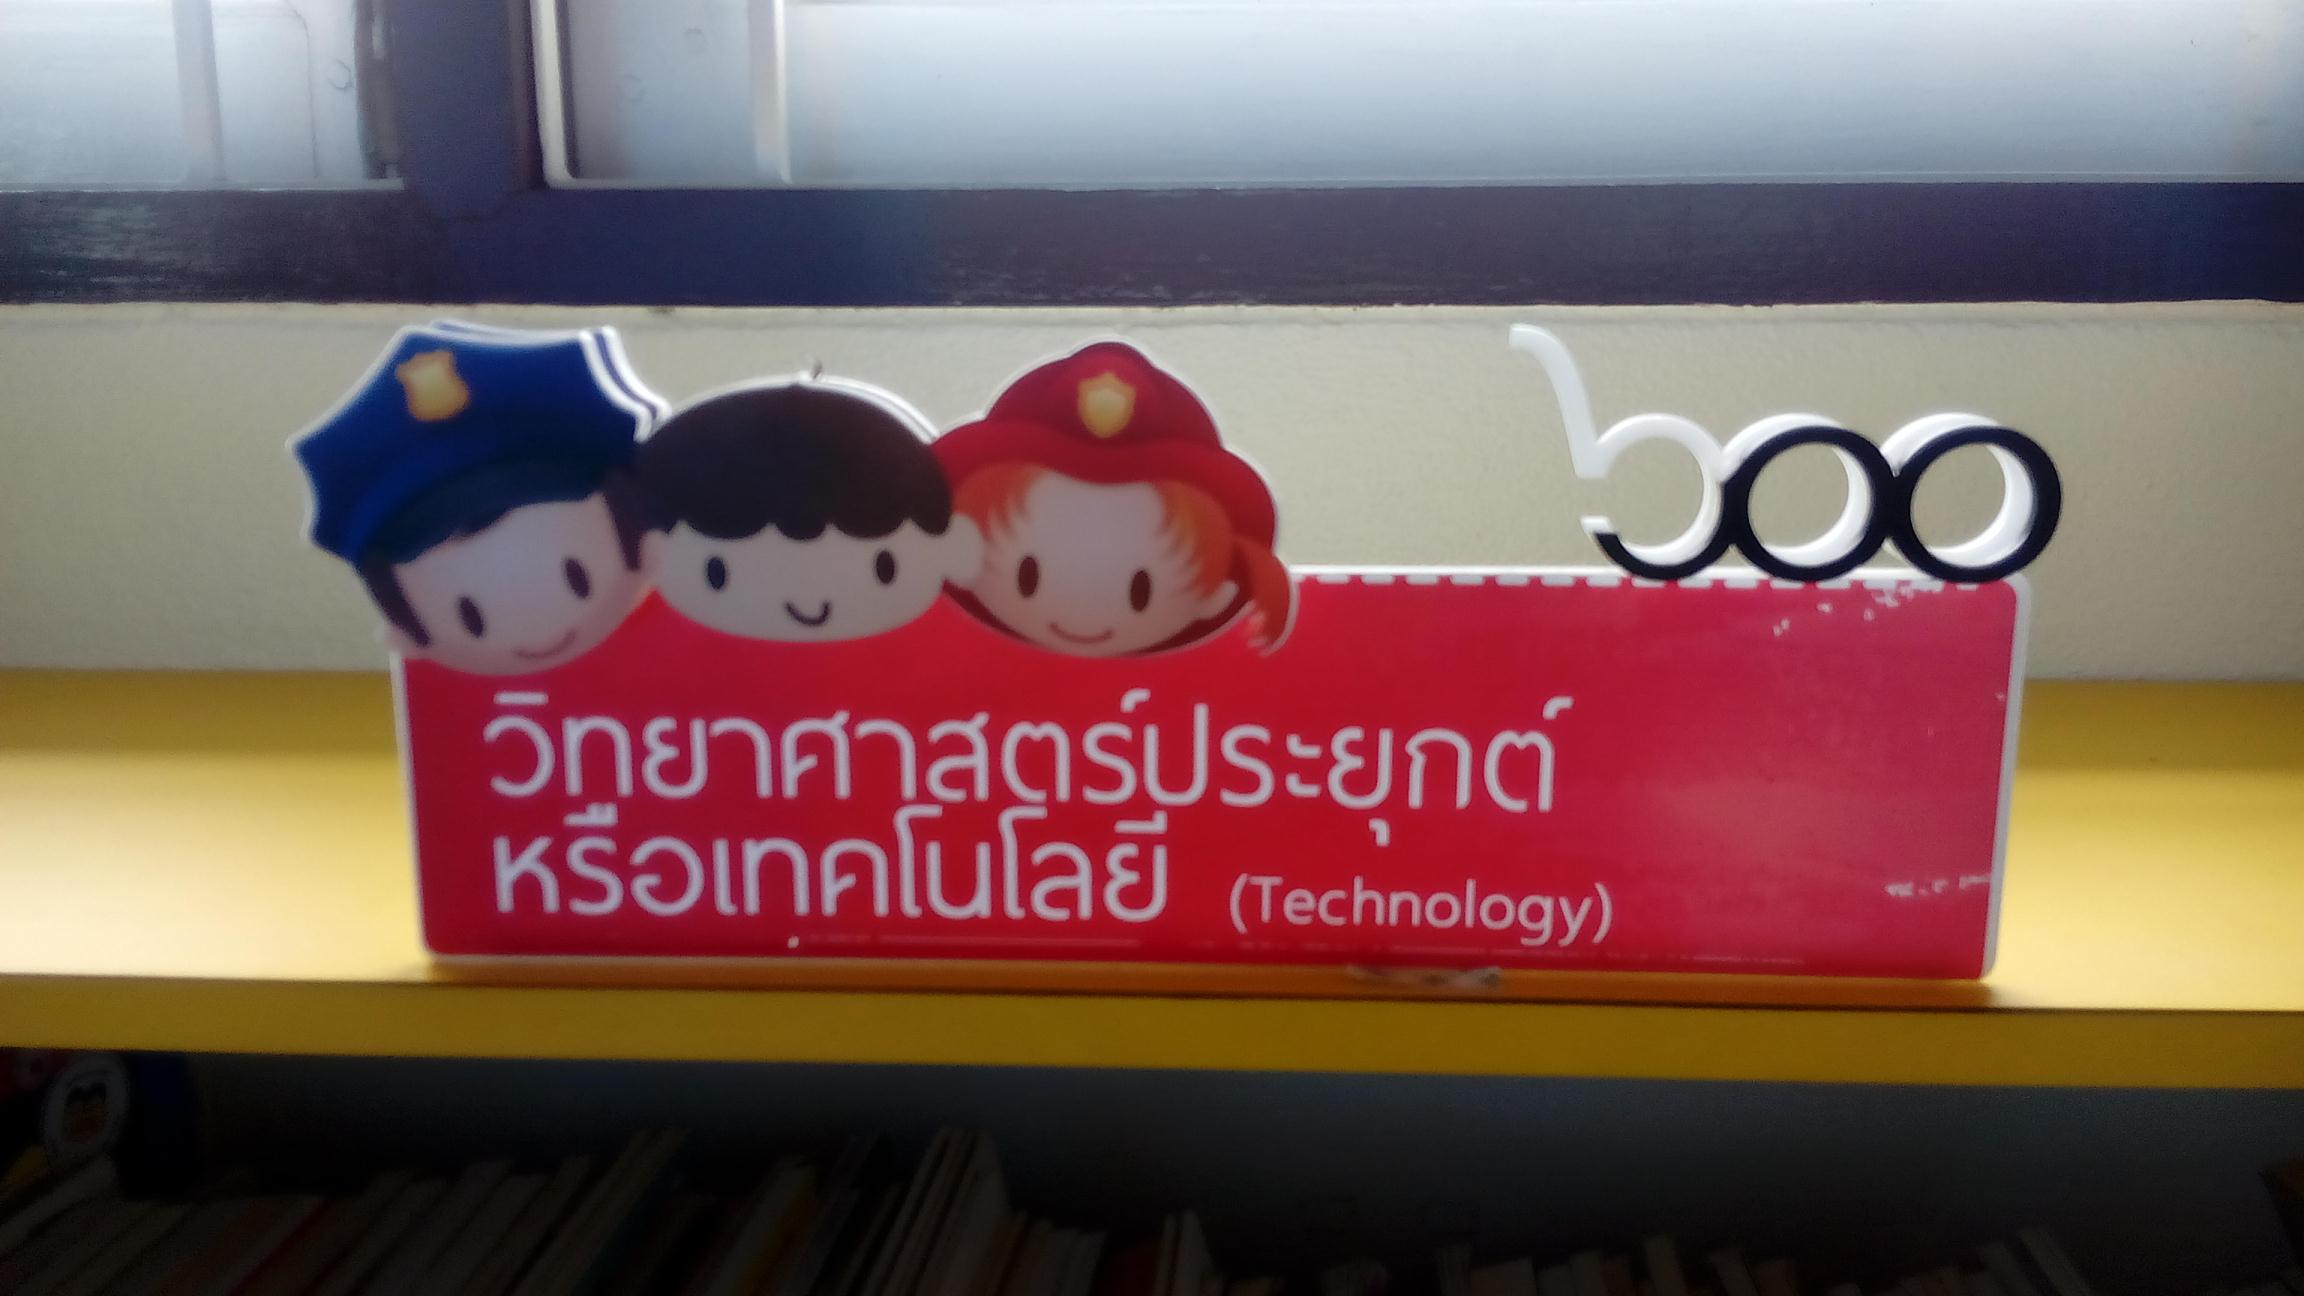 ๖๐๐
วิทยาศาสตร์ประยุกต์
หรือเทคโนโลยี (Technology)